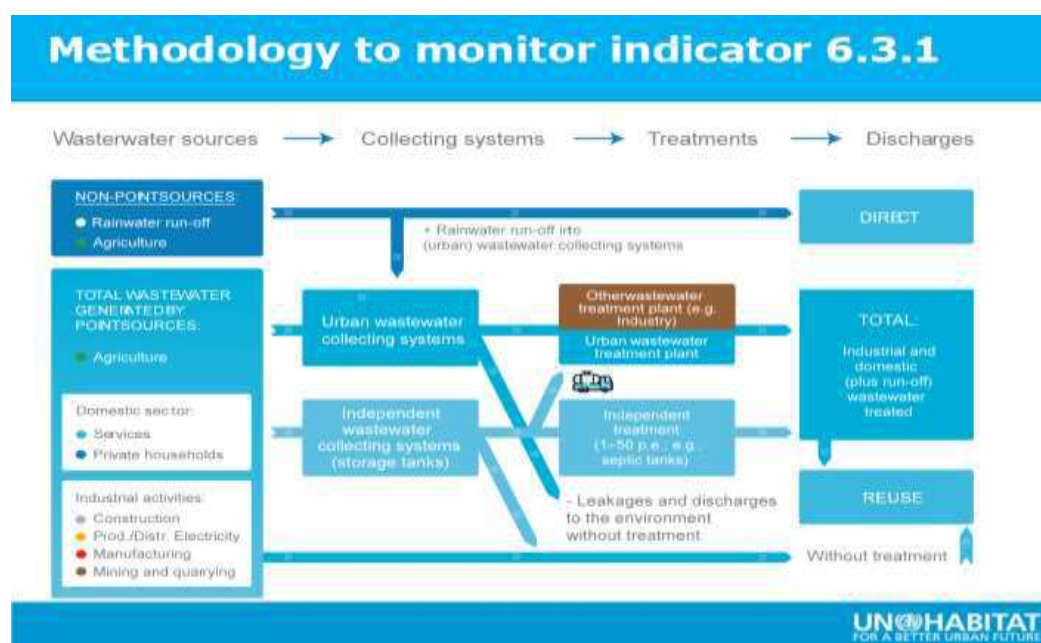 Methodology to monitor indicator 6.3.1
Wasterwater sources
Collecting systems
Treatments
Discharges
NON-POINTSOURCES:
Rainwater run-off
Agriculture
+ Rainwater run-off into
(urban) wastewater collecting systems
DIRECT
TOTAL WASTEWATER
GENERATED BY
POINTSOURCES:
Agriculture
Domestic sector:
Services
Private households
Industrial activities:
Construction
Prod./Distr. Electricity
Manufacturing
Mining and quarrying
Urban wastewater
collecting systems
Independent
wastewater
collecting systems
(storage tanks)
Otherwastewater
treatment plant (e.g.
Industry)
Urban wastewater
treatment plant
Independent
treatment
(1–50 p.e.; e.g.,
septic tanks)
- Leakages and discharges
to the environment
without treatment
TOTAL:
Industrial and
domestic
(plus run-off)
wastewater
treated
REUSE
Without treatment
UN HABITAT
FOR A BETTER URBAN FUTURE